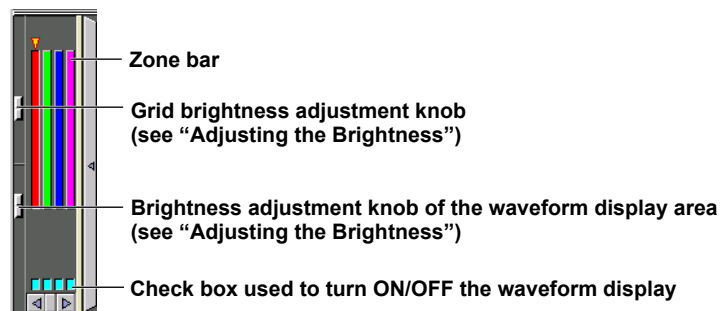 Zone bar
Grid brightness adjustment knob
(see “Adjusting the Brightness”)
Brightness adjustment knob of the waveform display area
(see “Adjusting the Brightness”)
Check box used to turn ON/OFF the waveform display